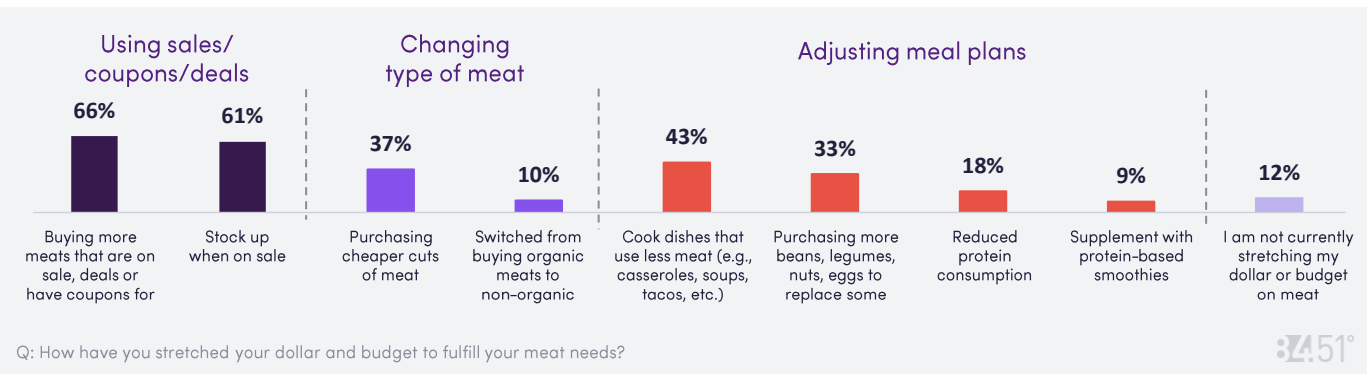 Using sales/
coupons/deals
Changing
type of meat
Adjusting meal plans
66%
61%
37%
10%
43%
33%
18%
9%
12%
Buying more
meats that are on
sale, deals or
have coupons for
Stock up
when on sale
Purchasing
cheaper cuts
of meat
Switched from
buying organic
meats to
non-organic
Cook dishes that
use less meat (e.g.,
casseroles, soups,
tacos, etc.)
Purchasing more
beans, legumes,
nuts, eggs to
replace some
Reduced
protein
consumption
Supplement with
protein-based
smoothies
I am not currently
stretching my
dollar or budget
on meat
Q: How have you stretched your dollar and budget to fulfill your meat needs?
84.51°